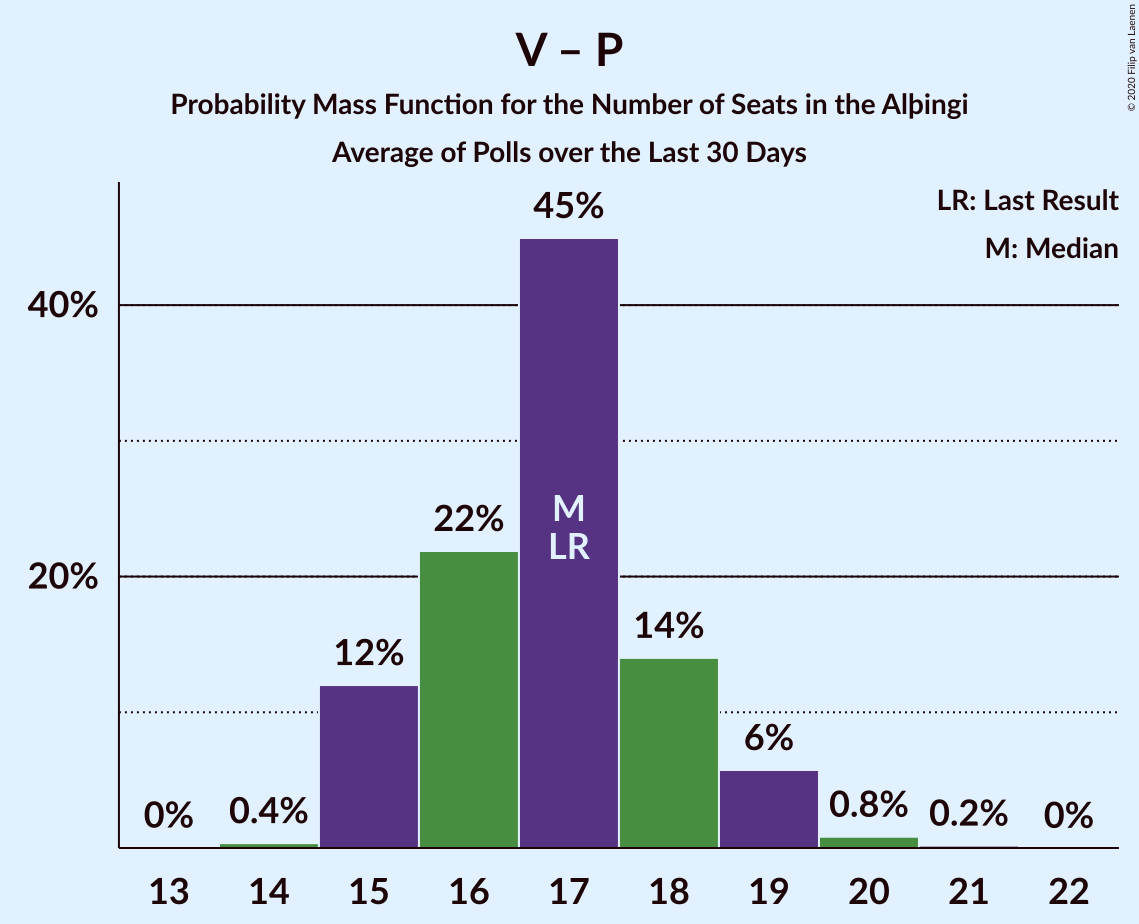 V – P
Probability Mass Function for the Number of Seats in the Alþingi
Average of Polls over the Last 30 Days
© 2020 Filip van Laenen
LR: Last Result
M: Median
45%
40%
M
LR
22%
20%
14%
12%
6%
0%
0.4%
0.8%
0.2%
0%
13 14 15 16 17 18 19 20 21 22